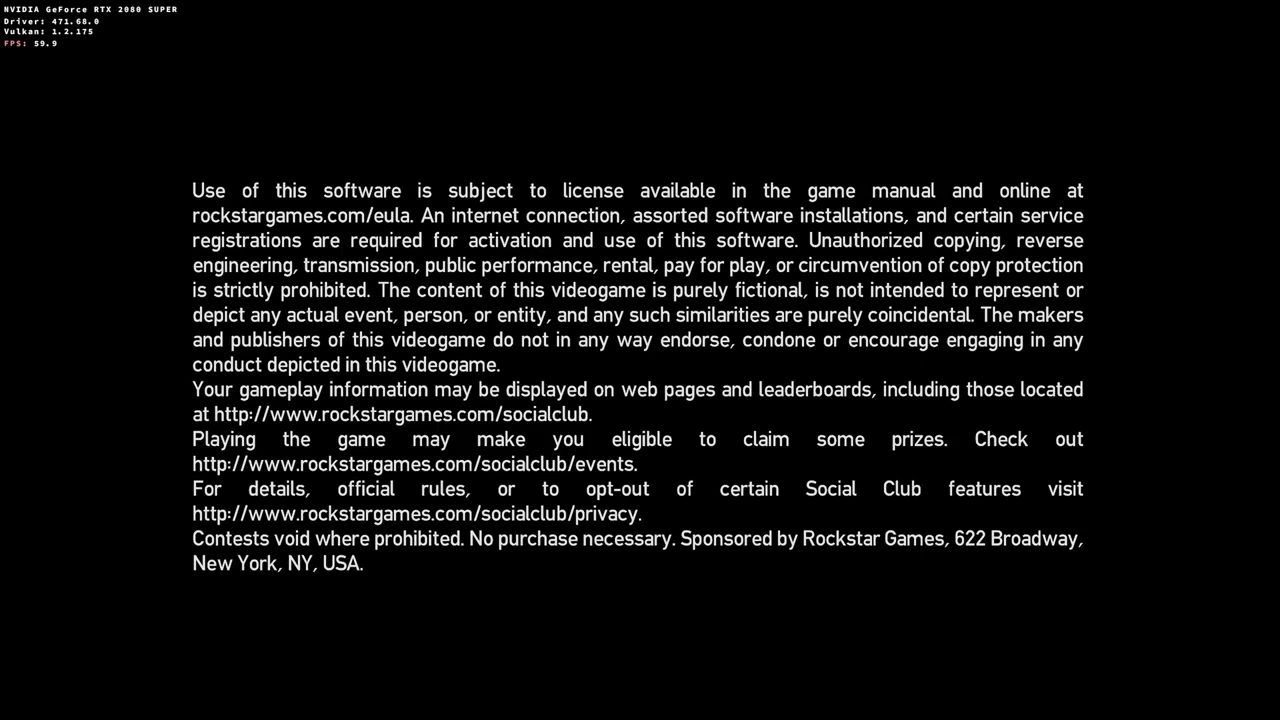 NVIDIA GeForce RTX 2080 SUPER
Driver: 471.68.0
Vulkan: 1.2.175
FPS: 59.9
Use of this software is subject to license available in the game manual and online at
rockstargames.com/eula. An internet connection, assorted software installations, and certain service
registrations are required for activation and use of this software. Unauthorized copying, reverse
engineering, transmission, public performance, rental, pay for play, or circumvention of copy protection
is strictly prohibited. The content of this videogame is purely fictional, is not intended to represent or
depict any actual event, person, or entity, and any such similarities are purely coincidental. The makers
and publishers of this videogame do not in any way endorse, condone or encourage engaging in any
conduct depicted in this videogame.
Your gameplay information may be displayed on web pages and leaderboards, including those located
at http://www.rockstargames.com/socialclub.
Playing the game may make you eligible to claim some prizes. Check out
http://www.rockstargames.com/socialclub/events.
For details, official rules, or to opt-out of certain Social Club features visit
http://www.rockstargames.com/socialclub/privacy.
Contests void where prohibited. No purchase necessary. Sponsored by Rockstar Games, 622 Broadway,
New York, NY, USA.